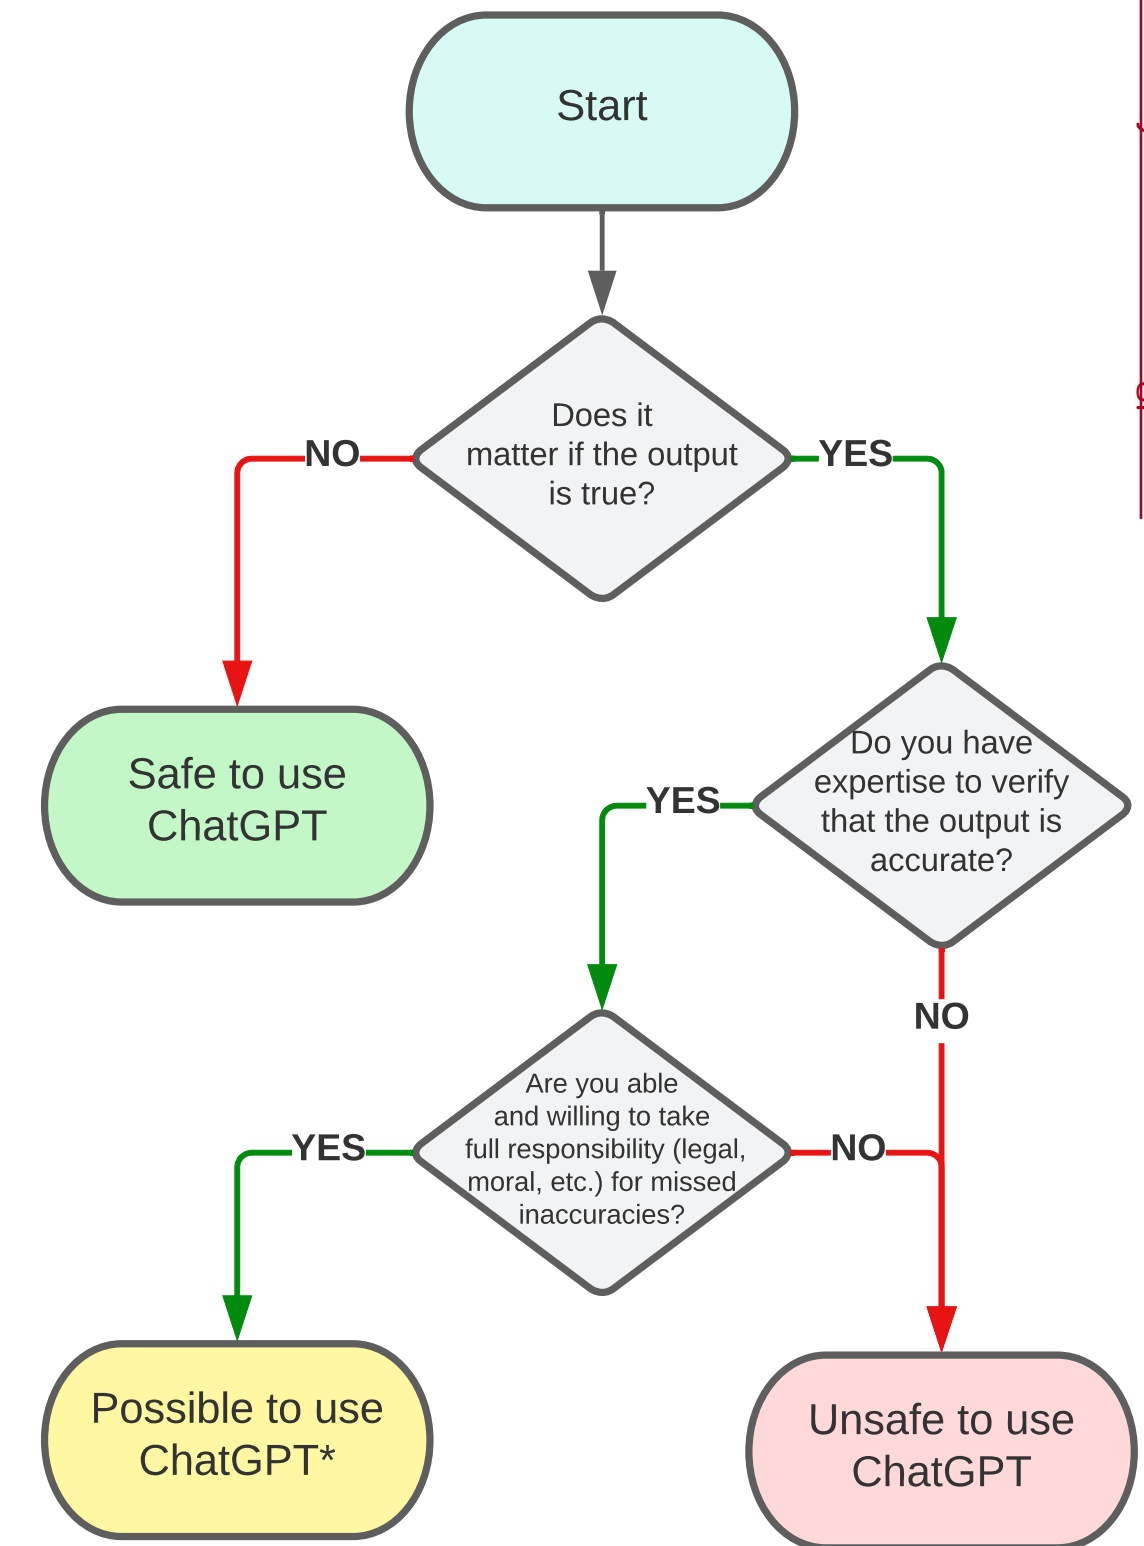 Start
Does it
matter if the output
is true?
NO
YES
Safe to use
ChatGPT
Do you have
expertise to verify
that the output is
accurate?
YES
NO
Are you able
and willing to take
full responsibility (legal,
moral, etc.) for missed
inaccuracies?
YES
NO
Possible to use
ChatGPT*
Unsafe to use
ChatGPT